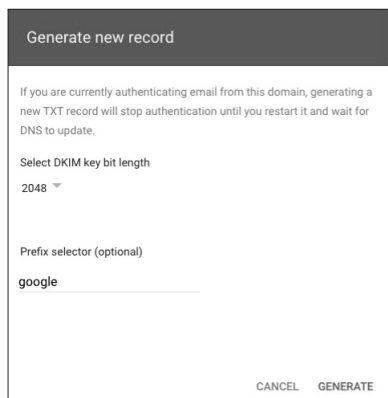 Generate new record
If you are currently authenticating email from this domain, generating a
new TXT record will stop authentication until you restart it and wait for
DNS to update.
Select DKIM key bit length
2048
Prefix selector (optional)
google
CANCEL GENERATE